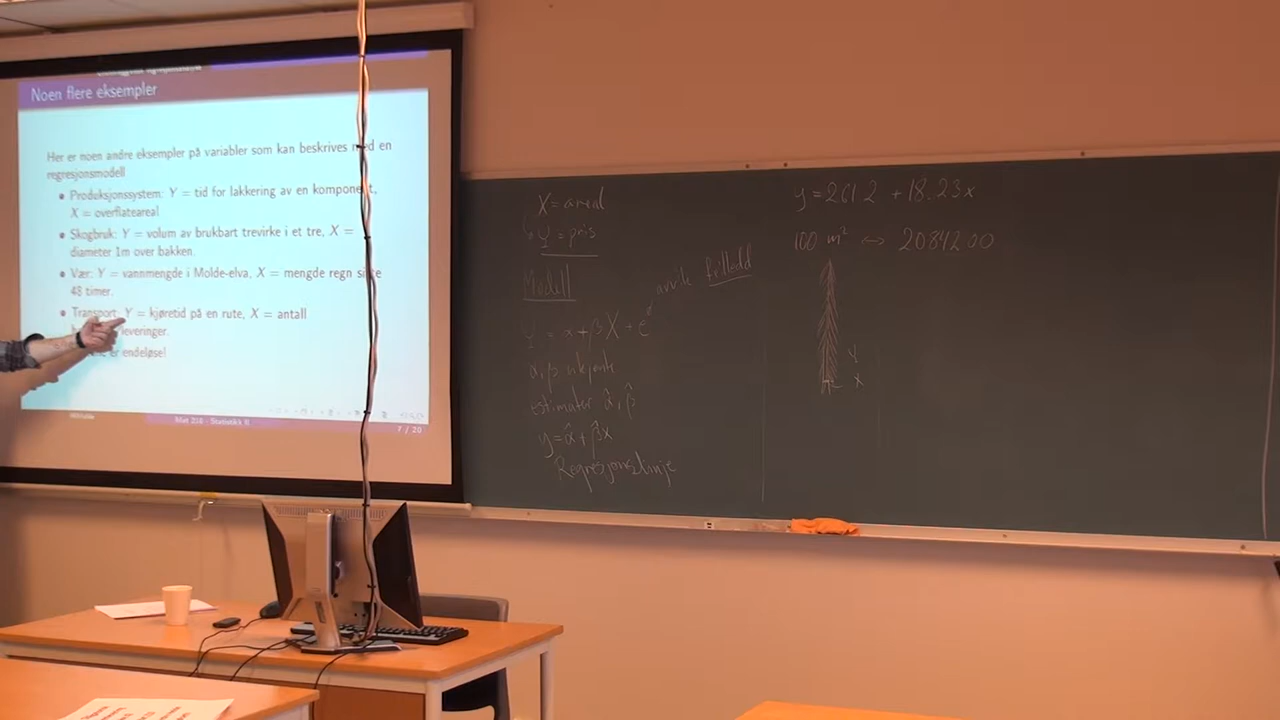 Noen flere eksempler
Her er noen andre eksempler på variabler som kan beskrives med en
regresjonsmodell
Produksjonssystem: Y = tid for lakkering av en komponent,
X = overflateareal
Skogbruk: Y = volum av brukbart trevirke i et tre, X =
diameter 1m over bakken.
Vær: Y = vannmengde i Molde-elva, X = mengde regn siste
48 timer.
Transport: Y = kjøretid på en rute, X = antall
leveringer.
er endeløse!
Mat 210 - Statistikk II
7 / 20
X = areal
Y = pris
Modell
Y = α + βX + e
avvik feilledd
α, β ukjente
estimater α̂, β̂
y = α̂ + β̂x
Regresjonslinje
y = 2612 + 18.23x
100 m² ↔ 2084200
Y
X